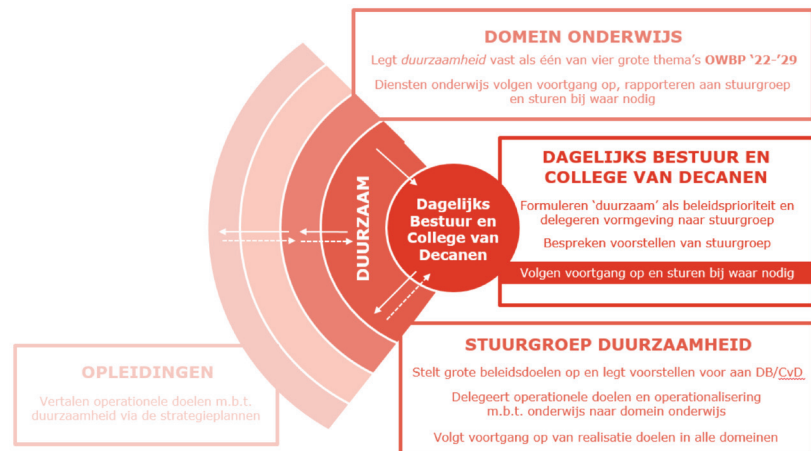 DOMEIN ONDERWIJS
Legt duurzaamheid vast als één van vier grote thema's OWBP ‘22-’29
Diensten onderwijs volgen voortgang op, rapporteren aan stuurgroep
en sturen bij waar nodig
DUURZAAM
Dagelijks
Bestuur en
College van
Decanen
DAGELIJKS BESTUUR EN
COLLEGE VAN DECANEN
Formuleren ‘duurzaam’ als beleidsprioriteit en
delegeren vormgeving naar stuurgroep
Bespreken voorstellen van stuurgroep
Volgen voortgang op en sturen bij waar nodig
STUURGROEP DUURZAAMHEID
Stelt grote beleidsdoelen op en legt voorstellen voor aan DB/CvD
Delegeert operationele doelen en operationalisering
m.b.t. onderwijs naar domein onderwijs
Volgt voortgang op van realisatie doelen in alle domeinen
OPLEIDINGEN
Vertalen operationele doelen m.b.t.
duurzaamheid via de strategieplannen